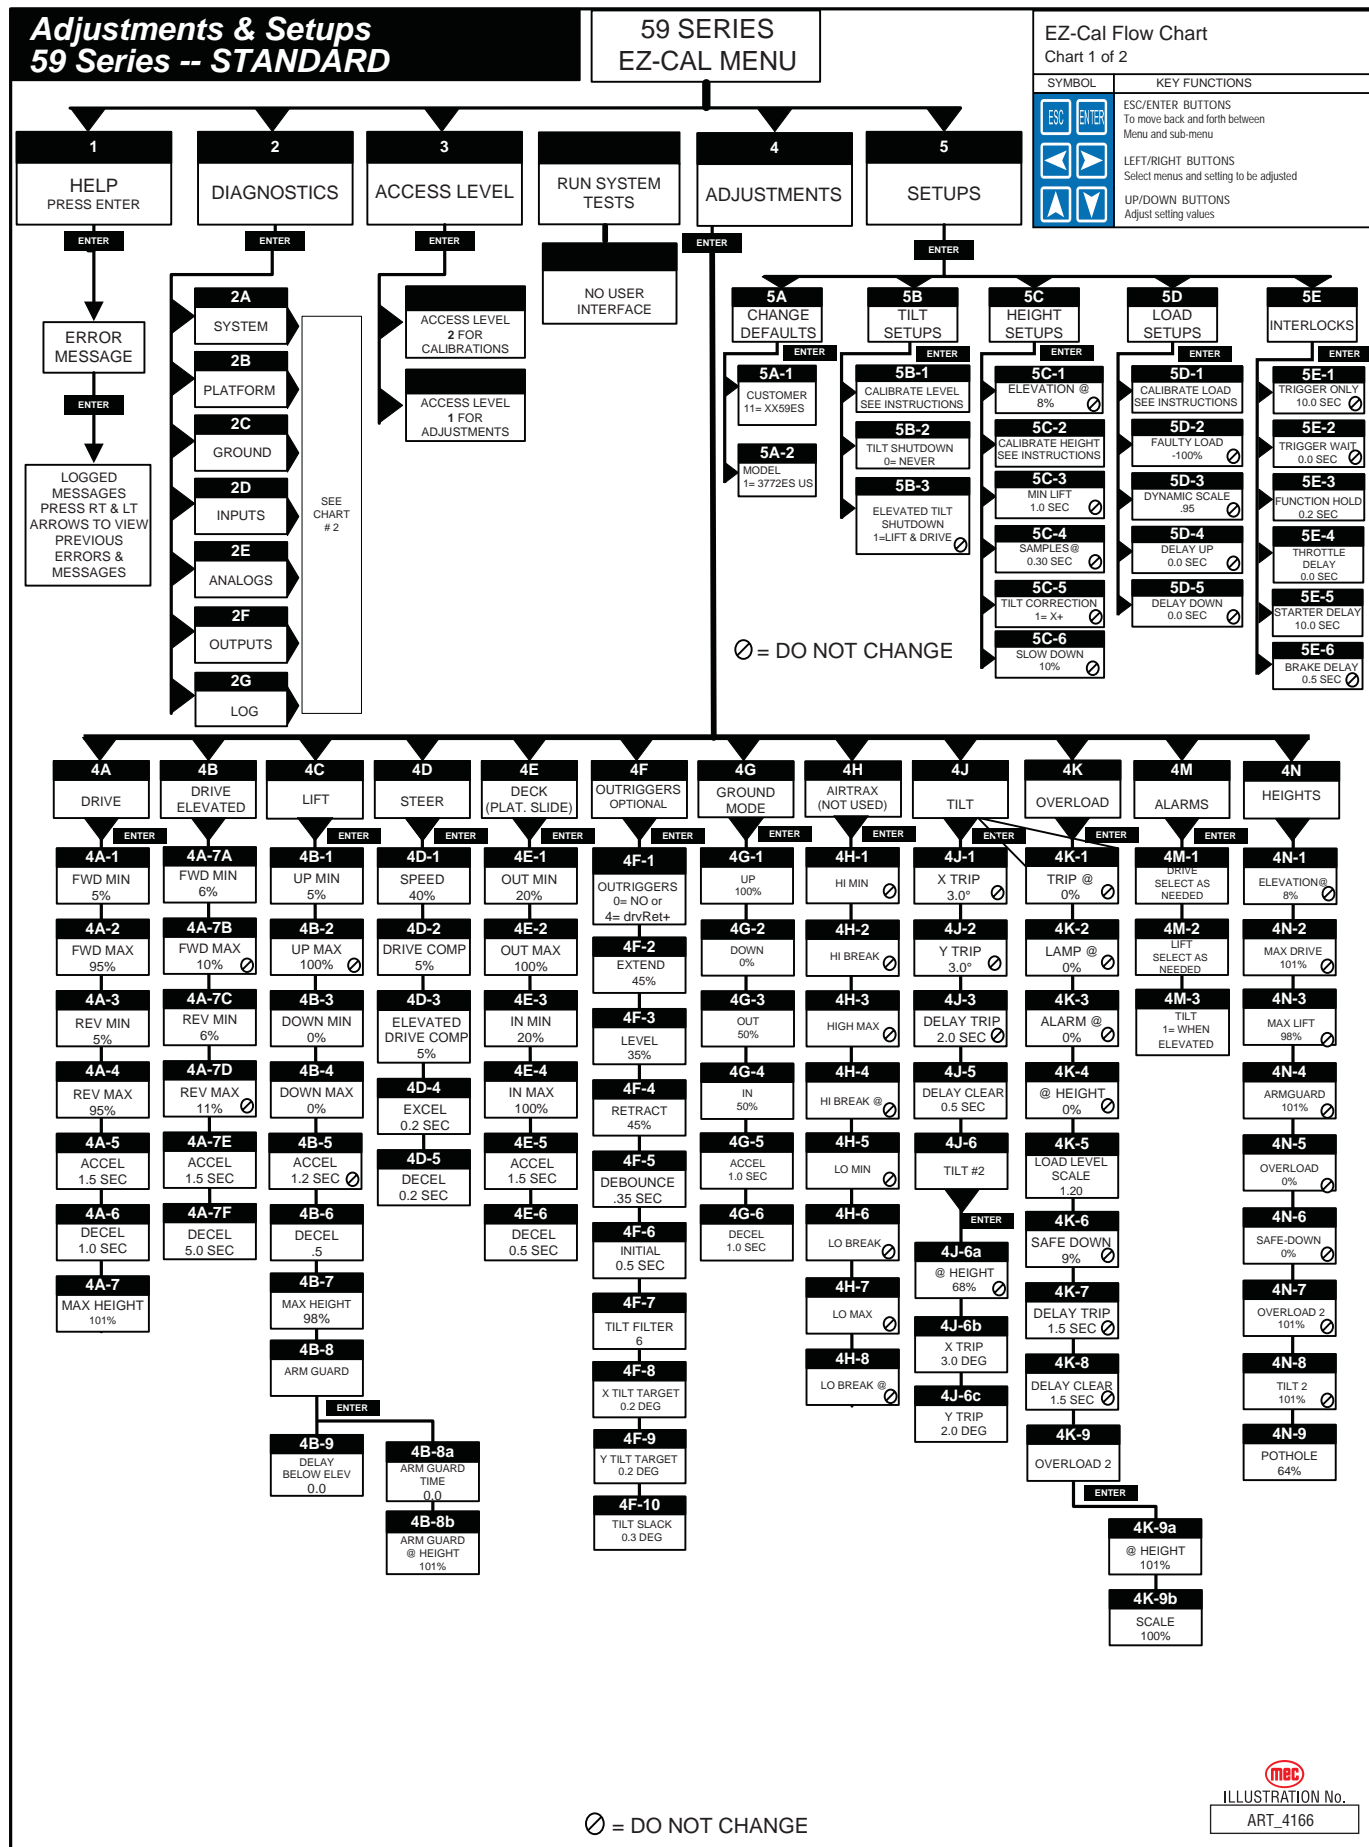 Adjustments & Setups
59 Series -- STANDARD
59 SERIES
EZ-CAL MENU
EZ-Cal Flow Chart
Chart 1 of 2
SYMBOL
KEY FUNCTIONS
ESC
ENTER
ESC/ENTER BUTTONS
To move back and forth between
Menu and sub-menu
LEFT/RIGHT BUTTONS
Select menus and setting to be adjusted
UP/DOWN BUTTONS
Adjust setting values
1
HELP
PRESS ENTER
ENTER
ERROR
MESSAGE
ENTER
LOGGED
MESSAGES
PRESS RT & LT
ARROWS TO VIEW
PREVIOUS
ERRORS &
MESSAGES
2
DIAGNOSTICS
ENTER
2A
SYSTEM
2B
PLATFORM
2C
GROUND
2D
INPUTS
2E
ANALOGS
2F
OUTPUTS
2G
LOG
SEE
CHART
# 2
3
ACCESS LEVEL
ENTER
ACCESS LEVEL
2 FOR
CALIBRATIONS
ACCESS LEVEL
1 FOR
ADJUSTMENTS
RUN SYSTEM
TESTS
NO USER
INTERFACE
4
ADJUSTMENTS
ENTER
5
SETUPS
ENTER
5A
CHANGE
DEFAULTS
ENTER
5A-1
CUSTOMER
11= XX59ES
5A-2
MODEL
1= 3772ES US
5B
TILT
SETUPS
ENTER
5B-1
CALIBRATE LEVEL
SEE INSTRUCTIONS
5B-2
TILT SHUTDOWN
0= NEVER
5B-3
ELEVATED TILT
SHUTDOWN
1=LIFT & DRIVE
5C
HEIGHT
SETUPS
ENTER
5C-1
ELEVATION @
8%
5C-2
CALIBRATE HEIGHT
SEE INSTRUCTIONS
5C-3
MIN LIFT
1.0 SEC
5C-4
SAMPLES@
0.30 SEC
5C-5
TILT CORRECTION
1= X+
5C-6
SLOW DOWN
10%
5D
LOAD
SETUPS
ENTER
5D-1
CALIBRATE LOAD
SEE INSTRUCTIONS
5D-2
FAULTY LOAD
-100%
5D-3
DYNAMIC SCALE
.95
5D-4
DELAY UP
0.0 SEC
5D-5
DELAY DOWN
0.0 SEC
5E
INTERLOCKS
ENTER
5E-1
TRIGGER ONLY
10.0 SEC
5E-2
TRIGGER WAIT
0.0 SEC
5E-3
FUNCTION HOLD
0.2 SEC
5E-4
THROTTLE
DELAY
0.0 SEC
5E-5
STARTER DELAY
10.0 SEC
5E-6
BRAKE DELAY
0.5 SEC
= DO NOT CHANGE
4A
DRIVE
ENTER
4A-1
FWD MIN
5%
4A-2
FWD MAX
95%
4A-3
REV MIN
5%
4A-4
REV MAX
95%
4A-5
ACCEL
1.5 SEC
4A-6
DECEL
1.0 SEC
4A-7
MAX HEIGHT
101%
4B
DRIVE
ELEVATED
ENTER
4A-7A
FWD MIN
6%
4A-7B
FWD MAX
10%
4A-7C
REV MIN
6%
4A-7D
REV MAX
11%
4A-7E
ACCEL
1.5 SEC
4A-7F
DECEL
5.0 SEC
4C
LIFT
ENTER
4B-1
UP MIN
5%
4B-2
UP MAX
100%
4B-3
DOWN MIN
0%
4B-4
DOWN MAX
0%
4B-5
ACCEL
1.2 SEC
4B-6
DECEL
.5
4B-7
MAX HEIGHT
98%
4B-8
ARM GUARD
ENTER
4B-9
DELAY
BELOW ELEV
0.0
4B-8a
ARM GUARD
TIME
0.0
4B-8b
ARM GUARD
@ HEIGHT
101%
4D
STEER
ENTER
4D-1
SPEED
40%
4D-2
DRIVE COMP
5%
4D-3
ELEVATED
DRIVE COMP
5%
4D-4
EXCEL
0.2 SEC
4D-5
DECEL
0.2 SEC
4E
DECK
(PLAT. SLIDE)
ENTER
4E-1
OUT MIN
20%
4E-2
OUT MAX
100%
4E-3
IN MIN
20%
4E-4
IN MAX
100%
4E-5
ACCEL
1.5 SEC
4E-6
DECEL
0.5 SEC
4F
OUTRIGGERS
OPTIONAL
ENTER
4F-1
OUTRIGGERS
0= NO or
4= drvRet+
4F-2
EXTEND
45%
4F-3
LEVEL
35%
4F-4
RETRACT
45%
4F-5
DEBOUNCE
.35 SEC
4F-6
INITIAL
0.5 SEC
4F-7
TILT FILTER
6
4F-8
X TILT TARGET
0.2 DEG
4F-9
Y TILT TARGET
0.2 DEG
4F-10
TILT SLACK
0.3 DEG
4G
GROUND
MODE
ENTER
4G-1
UP
100%
4G-2
DOWN
0%
4G-3
OUT
50%
4G-4
IN
50%
4G-5
ACCEL
1.0 SEC
4G-6
DECEL
1.0 SEC
4H
AIRTRAX
(NOT USED)
ENTER
4H-1
HI MIN
4H-2
HI BREAK
4H-3
HIGH MAX
4H-4
HI BREAK @
4H-5
LO MIN
4H-6
LO BREAK
4H-7
LO MAX
4H-8
LO BREAK @
4J
TILT
ENTER
4J-1
X TRIP
3.0°
4J-2
Y TRIP
3.0°
4J-3
DELAY TRIP
2.0 SEC
4J-5
DELAY CLEAR
0.5 SEC
4J-6
TILT #2
ENTER
4J-6a
@ HEIGHT
68%
4J-6b
X TRIP
3.0 DEG
4J-6c
Y TRIP
2.0 DEG
4K
OVERLOAD
ENTER
4K-1
TRIP @
0%
4K-2
LAMP @
0%
4K-3
ALARM @
0%
4K-4
@ HEIGHT
0%
4K-5
LOAD LEVEL
SCALE
1.20
4K-6
SAFE DOWN
9%
4K-7
DELAY TRIP
1.5 SEC
4K-8
DELAY CLEAR
1.5 SEC
4K-9
OVERLOAD 2
ENTER
4K-9a
@ HEIGHT
101%
4K-9b
SCALE
100%
4M
ALARMS
ENTER
4M-1
DRIVE
SELECT AS
NEEDED
4M-2
LIFT
SELECT AS
NEEDED
4M-3
TILT
1= WHEN
ELEVATED
4N
HEIGHTS
4N-1
ELEVATION@
8%
4N-2
MAX DRIVE
101%
4N-3
MAX LIFT
98%
4N-4
ARMGUARD
101%
4N-5
OVERLOAD
0%
4N-6
SAFE-DOWN
0%
4N-7
OVERLOAD 2
101%
4N-8
TILT 2
101%
4N-9
POTHOLE
64%
= DO NOT CHANGE
mec
ILLUSTRATION No.
ART_4166